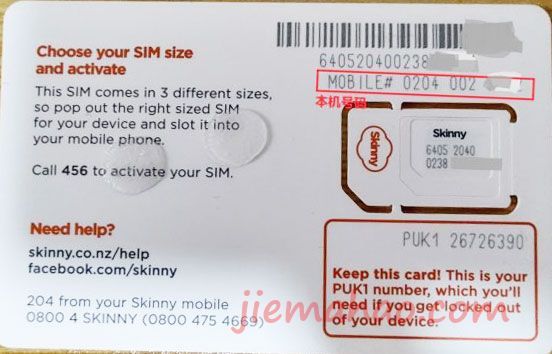 Choose your SIM size
and activate
This SIM comes in 3 different sizes,
so pop out the right sized SIM
for your device and slot it into
your mobile phone.
Call 456 to activate your SIM.
Need help?
skinny.co.nz/help
facebook.com/skinny
204 from your Skinny mobile
0800 4 SKINNY (0800 475 4669)
640520400238
MOBILE# 0204 002
本机号码
Skinny
Skinny
6405 2040
0238
PUK1 26726390
Keep this card! This is your
PUK1 number, which you'll
need if you get locked out
of your device.
jiemahao.com